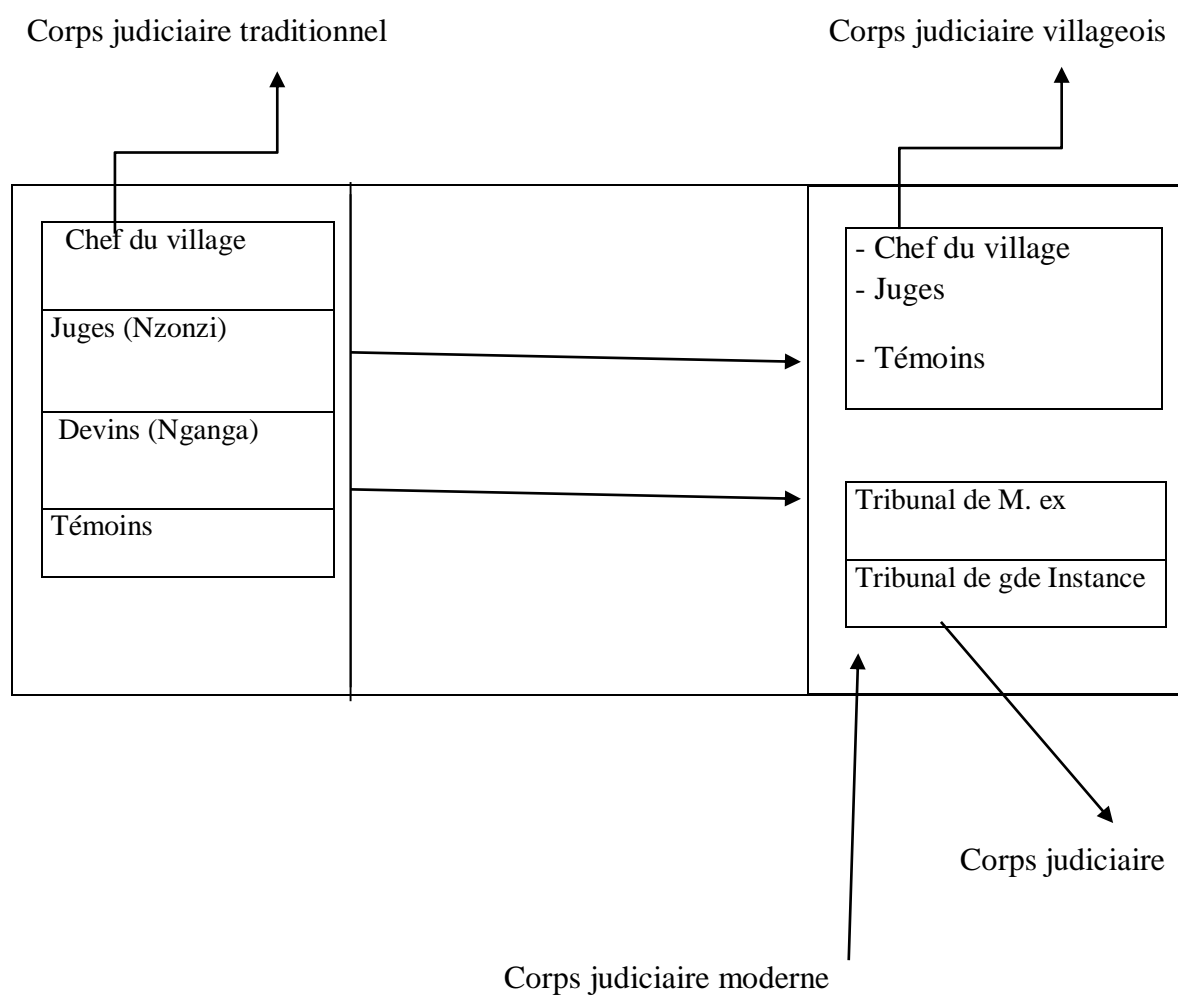 Corps judiciaire traditionnel
Corps judiciaire villageois
Chef du village
Juges (Nzonzi)
Devins (Nganga)
Témoins
- Chef du village
- Juges
- Témoins
Tribunal de M. ex
Tribunal de gde Instance
Corps judiciaire
Corps judiciaire moderne